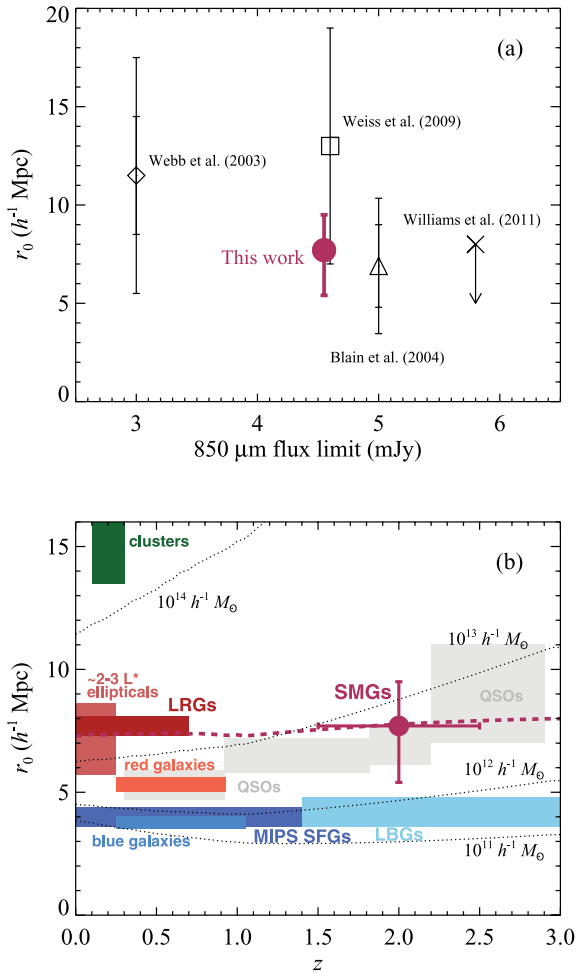 (a)
20
15
10
5
0
r₀ (h⁻¹ Mpc)
Weiss et al. (2009)
Webb et al. (2003)
Williams et al. (2011)
This work
Blain et al. (2004)
3 4 5 6
850 μm flux limit (mJy)
(b)
15
10
5
0
r₀ (h⁻¹ Mpc)
clusters
10¹⁴ h⁻¹ M☉
10¹³ h⁻¹ M☉
~2-3 L*
ellipticals
LRGs
SMGs
QSOs
red galaxies
QSOs
10¹² h⁻¹ M☉
blue galaxies
MIPS SFGs
LBGs
10¹¹ h⁻¹ M☉
0.0 0.5 1.0 1.5 2.0 2.5 3.0
z